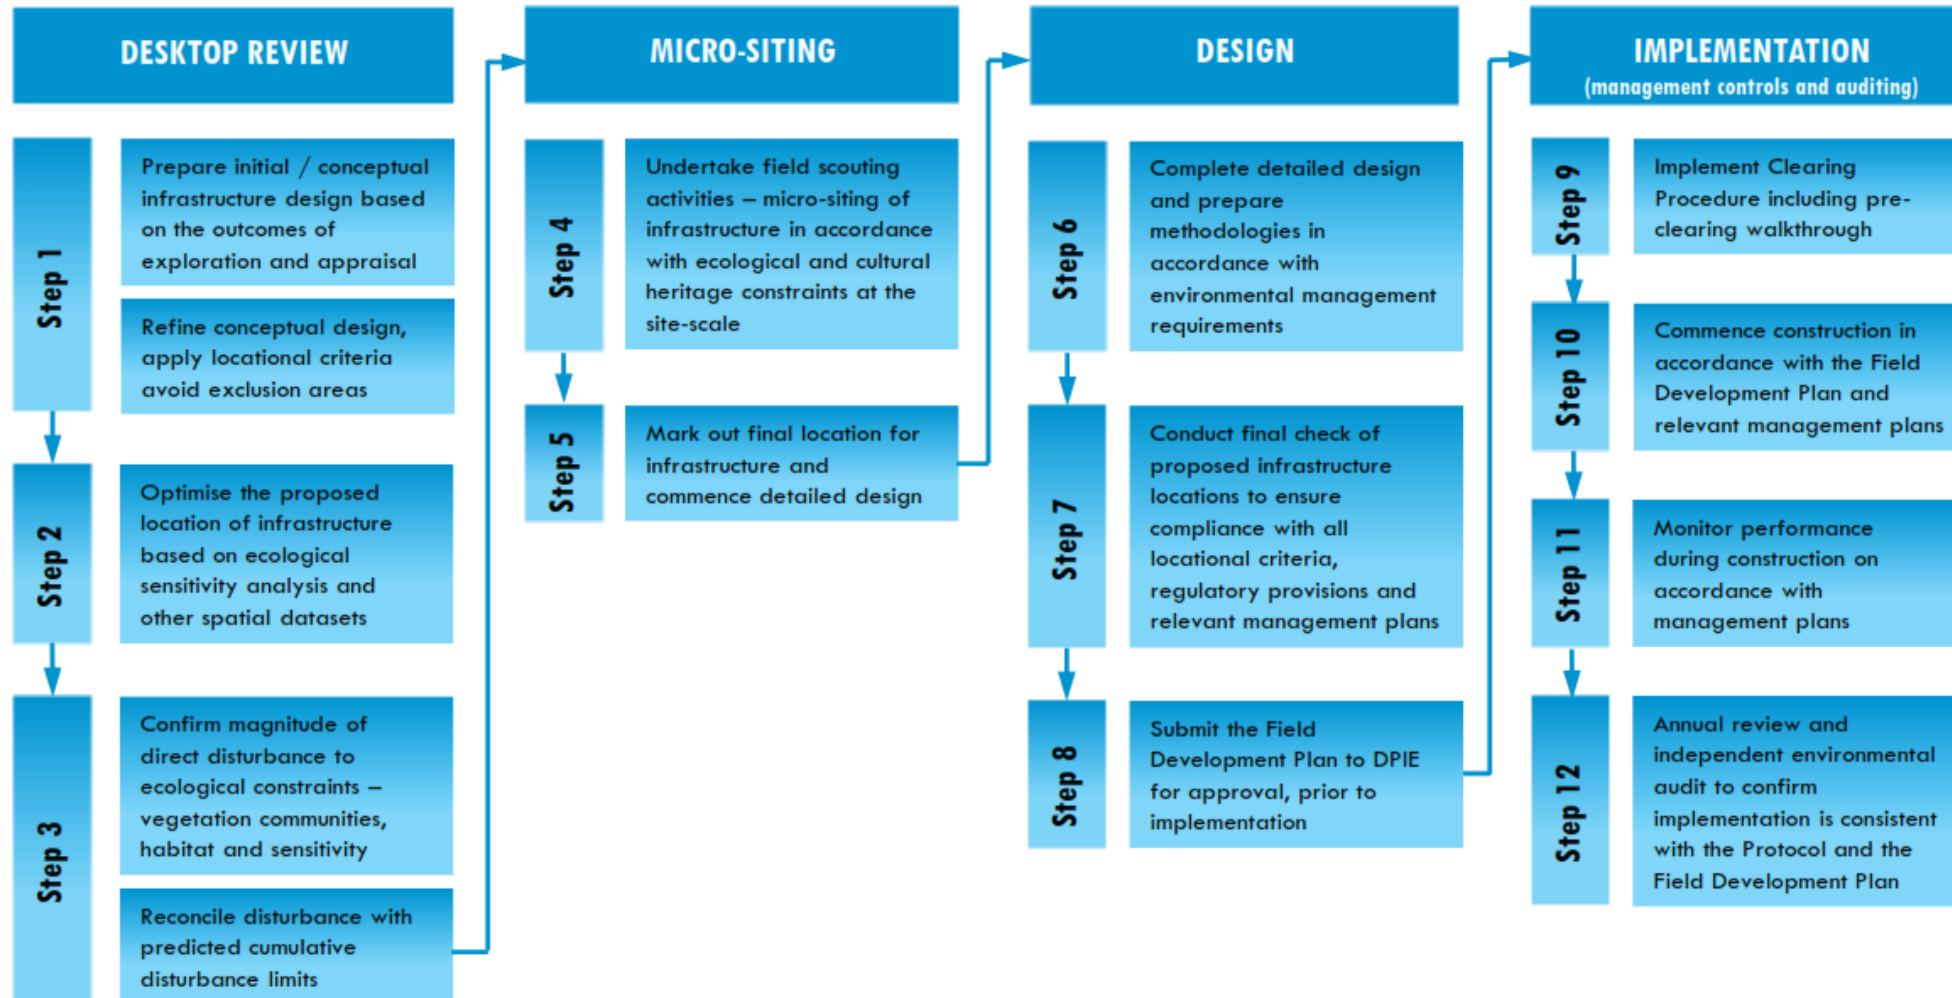 DESKTOP REVIEW
Step 1
Prepare initial / conceptual
infrastructure design based
on the outcomes of
exploration and appraisal
Refine conceptual design,
apply locational criteria
avoid exclusion areas
Step 2
Optimise the proposed
location of infrastructure
based on ecological
sensitivity analysis and
other spatial datasets
Step 3
Confirm magnitude of
direct disturbance to
ecological constraints –
vegetation communities,
habitat and sensitivity
Reconcile disturbance with
predicted cumulative
disturbance limits
MICRO-SITING
Step 4
Undertake field scouting
activities – micro-siting of
infrastructure in accordance
with ecological and cultural
heritage constraints at the
site-scale
Step 5
Mark out final location for
infrastructure and
commence detailed design
DESIGN
Step 6
Complete detailed design
and prepare
methodologies in
accordance with
environmental management
requirements
Step 7
Conduct final check of
proposed infrastructure
locations to ensure
compliance with all
locational criteria,
regulatory provisions and
relevant management plans
Step 8
Submit the Field
Development Plan to DPIE
for approval, prior to
implementation
IMPLEMENTATION
(management controls and auditing)
Step 9
Implement Clearing
Procedure including pre-
clearing walkthrough
Step 10
Commence construction in
accordance with the Field
Development Plan and
relevant management plans
Step 11
Monitor performance
during construction on
accordance with
management plans
Step 12
Annual review and
independent environmental
audit to confirm
implementation is consistent
with the Protocol and the
Field Development Plan